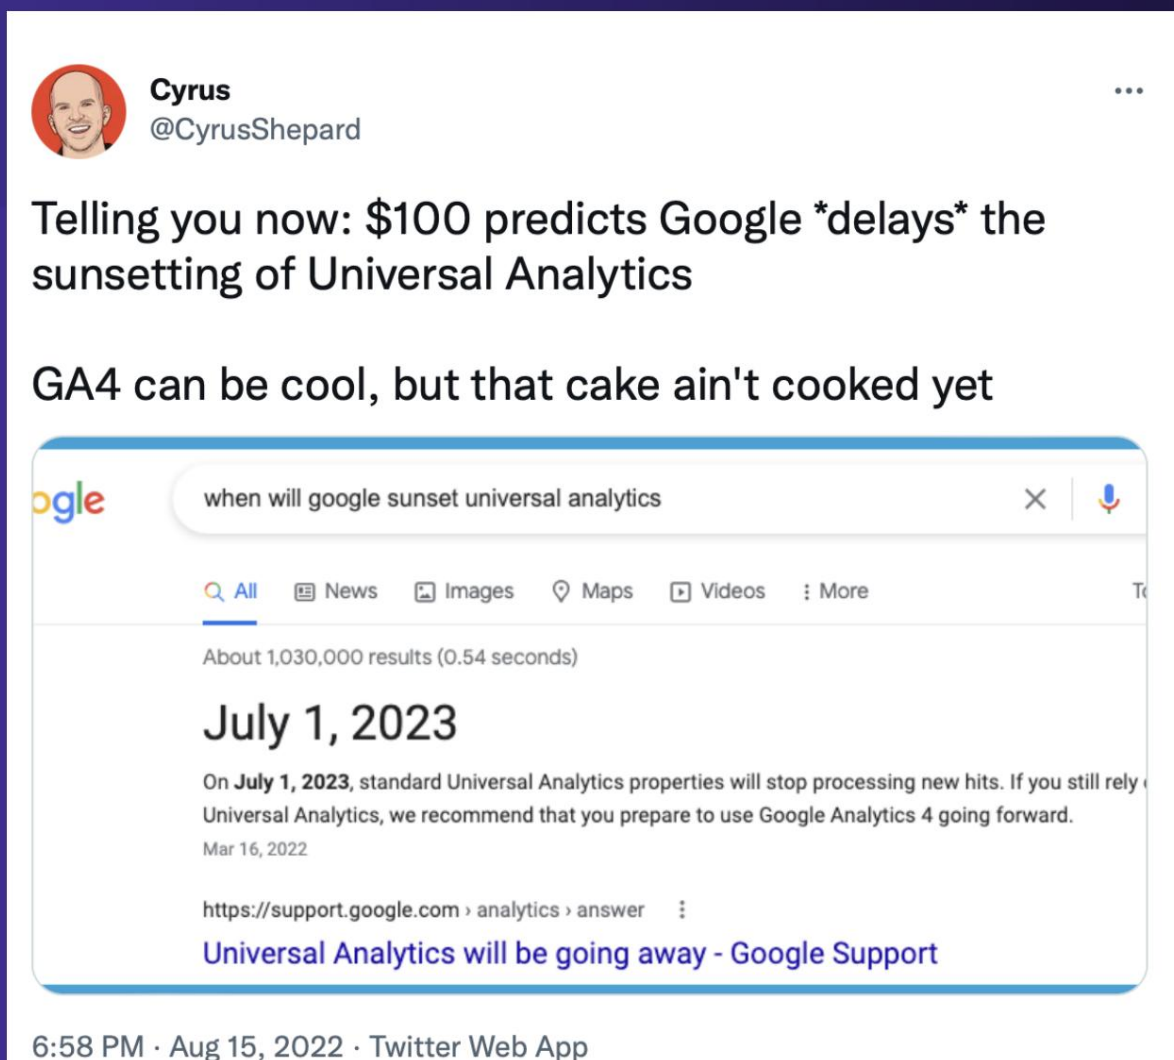 Cyrus
@CyrusShepard
Telling you now: $100 predicts Google *delays* the
sunsetting of Universal Analytics
GA4 can be cool, but that cake ain't cooked yet
ogle
when will google sunset universal analytics
All News Images Maps Videos More
About 1,030,000 results (0.54 seconds)
July 1, 2023
On July 1, 2023, standard Universal Analytics properties will stop processing new hits. If you still rely
Universal Analytics, we recommend that you prepare to use Google Analytics 4 going forward.
Mar 16, 2022
https://support.google.com › analytics › answer
Universal Analytics will be going away - Google Support
6:58 PM · Aug 15, 2022 · Twitter Web App